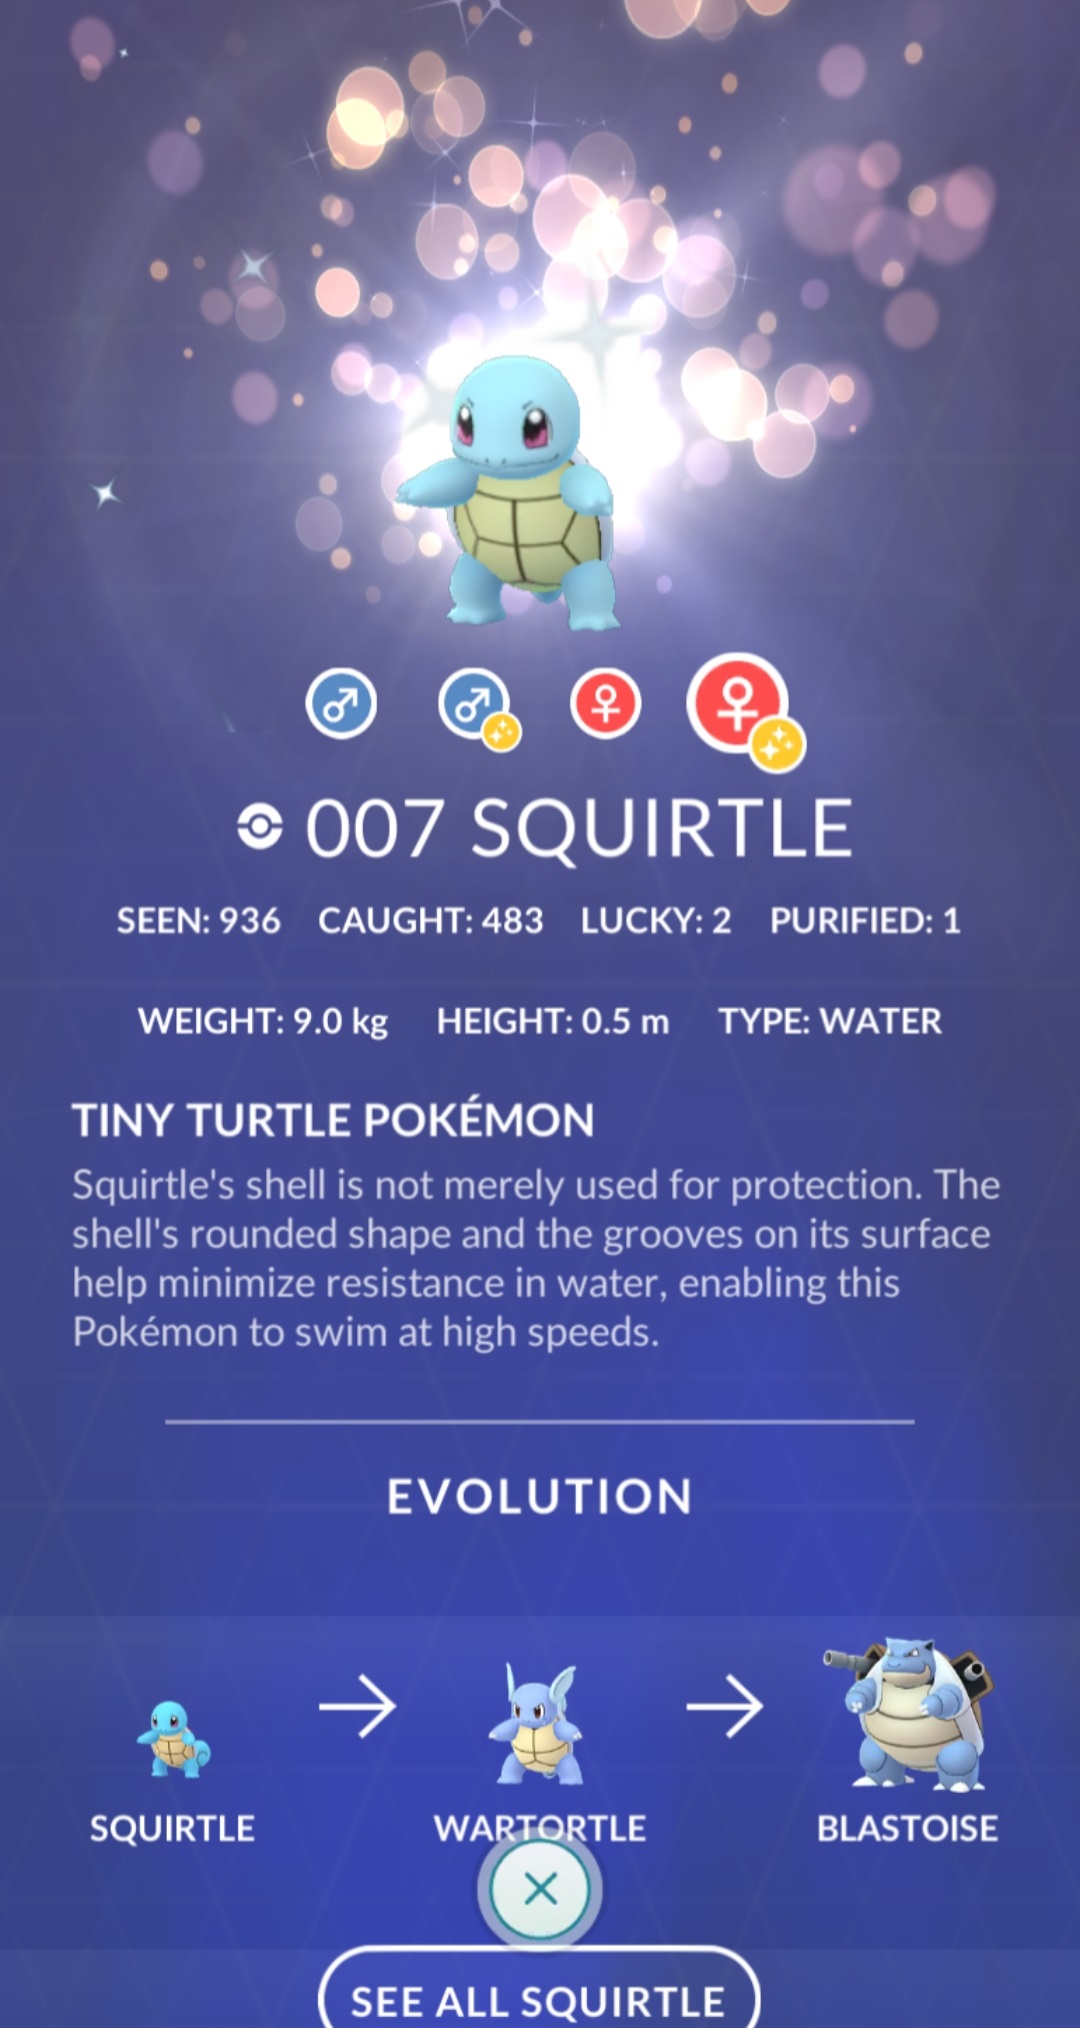 007 SQUIRTLE
SEEN: 936 CAUGHT: 483 LUCKY: 2 PURIFIED: 1
WEIGHT: 9.0 kg HEIGHT: 0.5 m TYPE: WATER
TINY TURTLE POKÉMON
Squirtle's shell is not merely used for protection. The
shell's rounded shape and the grooves on its surface
help minimize resistance in water, enabling this
Pokémon to swim at high speeds.
EVOLUTION
SQUIRTLE WARTORTLE BLASTOISE
SEE ALL SQUIRTLE